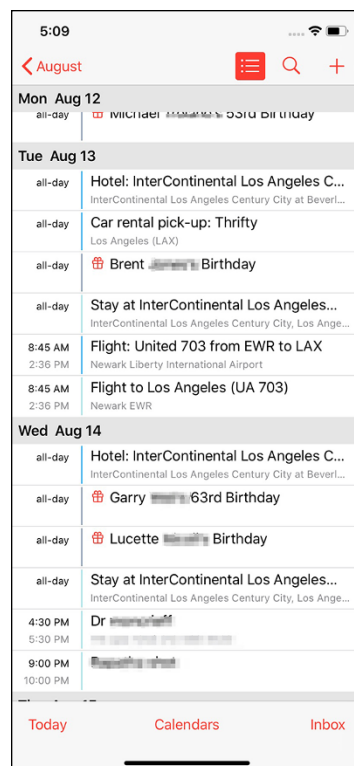 5:09
August
Mon Aug 12
all-day Michael 53rd Birthday
Tue Aug 13
all-day Hotel: InterContinental Los Angeles C...
InterContinental Los Angeles Century City at Beverl...
all-day Car rental pick-up: Thrifty
Los Angeles (LAX)
all-day Brent Birthday
all-day Stay at InterContinental Los Angeles...
InterContinental Los Angeles Century City, Los Ange...
8:45 AM Flight: United 703 from EWR to LAX
2:36 PM Newark Liberty International Airport
8:45 AM Flight to Los Angeles (UA 703)
2:36 PM Newark EWR
Wed Aug 14
all-day Hotel: InterContinental Los Angeles C...
InterContinental Los Angeles Century City at Beverl...
all-day Garry 63rd Birthday
all-day Lucette Birthday
all-day Stay at InterContinental Los Angeles...
InterContinental Los Angeles Century City, Los Ange...
4:30 PM Dr
5:30 PM
9:00 PM
10:00 PM
Today Calendars Inbox